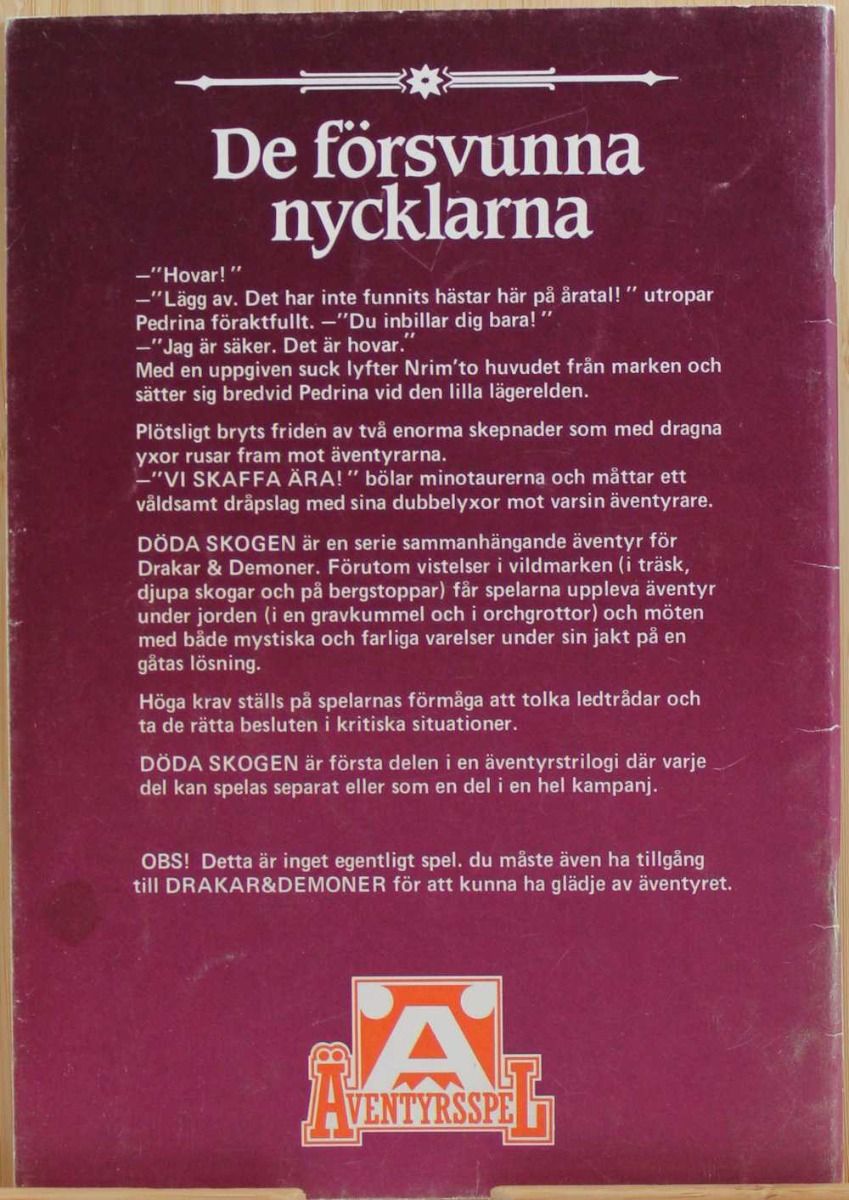 De försvunna
nycklarna
—"Hovar! "
—"Lägg av. Det har inte funnits hästar här på åratal! " utropar
Pedrina föraktfullt. —"Du inbillar dig bara! "
—"Jag är säker. Det är hovar."
Med en uppgiven suck lyfter Nrim'to huvudet från marken och
sätter sig bredvid Pedrina vid den lilla lägerelden.
Plötsligt bryts friden av två enorma skepnader som med dragna
yxor rusar fram mot äventyrarna.
—"VI SKAFFA ÄRA! " bölar minotaurerna och måttar ett
våldsamt dråpslag med sina dubbelyxor mot varsin äventyrare.
DÖDA SKOGEN är en serie sammanhängande äventyr för
Drakar & Demoner. Förutom vistelser i vildmarken (i träsk,
djupa skogar och på bergstoppar) får spelarna uppleva äventyr
under jorden (i en gravkummel och i orchgrottor) och möten
med både mystiska och farliga varelser under sin jakt på en
gåtas lösning.
Höga krav ställs på spelarnas förmåga att tolka ledtrådar och
ta de rätta besluten i kritiska situationer.
DÖDA SKOGEN är första delen i en äventyrstrilogi där varje
del kan spelas separat eller som en del i en hel kampanj.
OBS! Detta är inget egentligt spel. du måste även ha tillgång
till DRAKAR&DEMONER för att kunna ha glädje av äventyret.
Ä
ÄVENTYRSSPEL